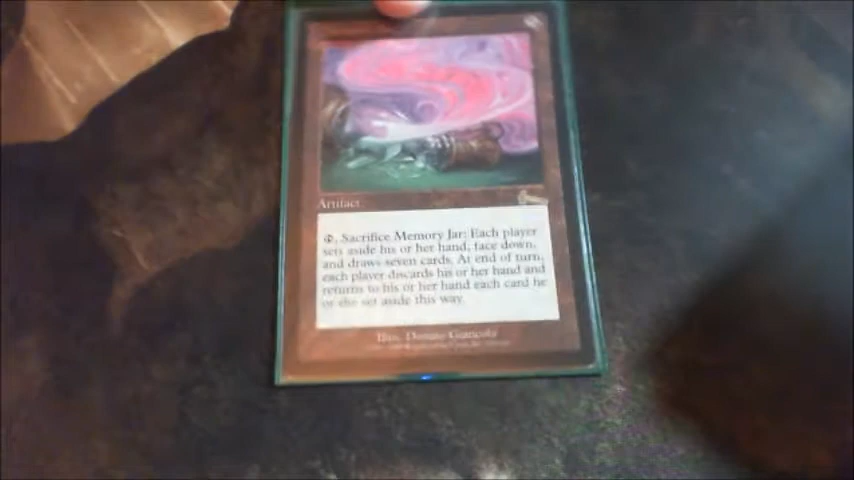 Artifact
, Sacrifice Memory Jar: Each player
sets aside his or her hand, face down,
and draws seven cards. At end of turn,
each player discards his or her hand and
returns to his or her hand each card he
or she set aside this way.
Illus. Donato Giancola